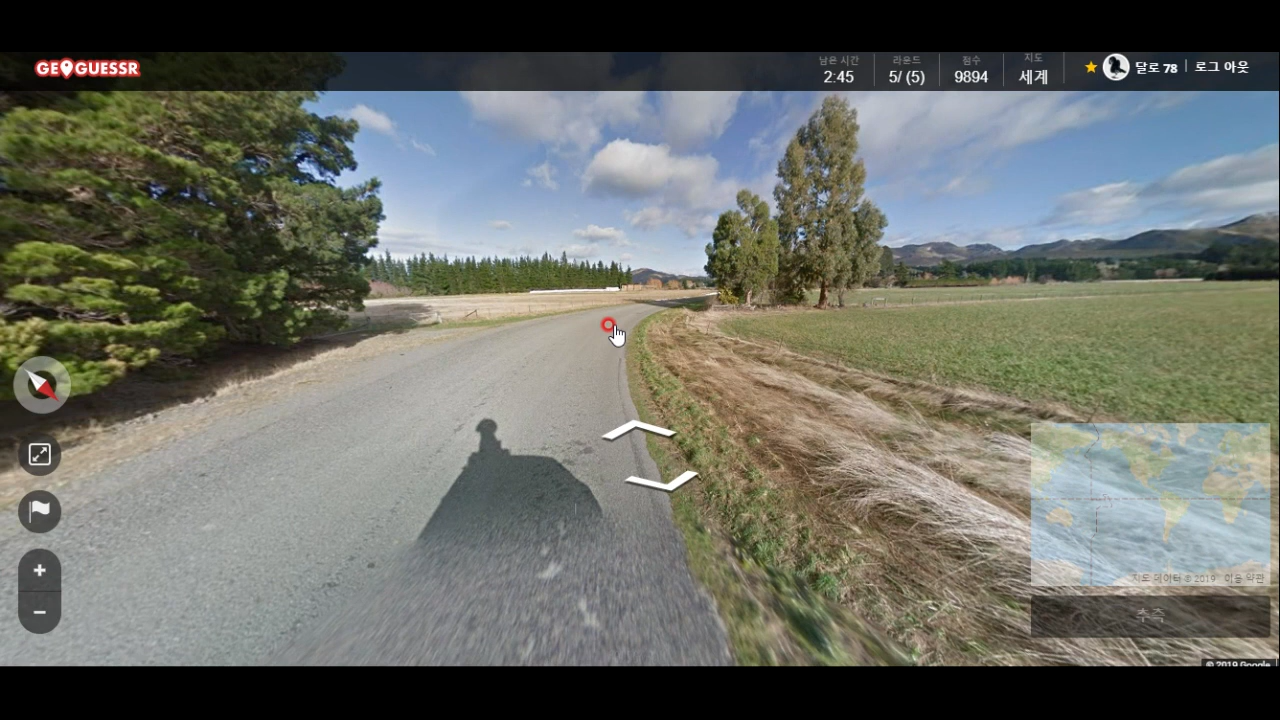 GEOGUESSR
남은 시간
2:45
라운드
5/ (5)
점수
9894
지도
세계
달로 78
로그 아웃
지도 데이터 © 2019 이용 약관
추측
© 2019 Google